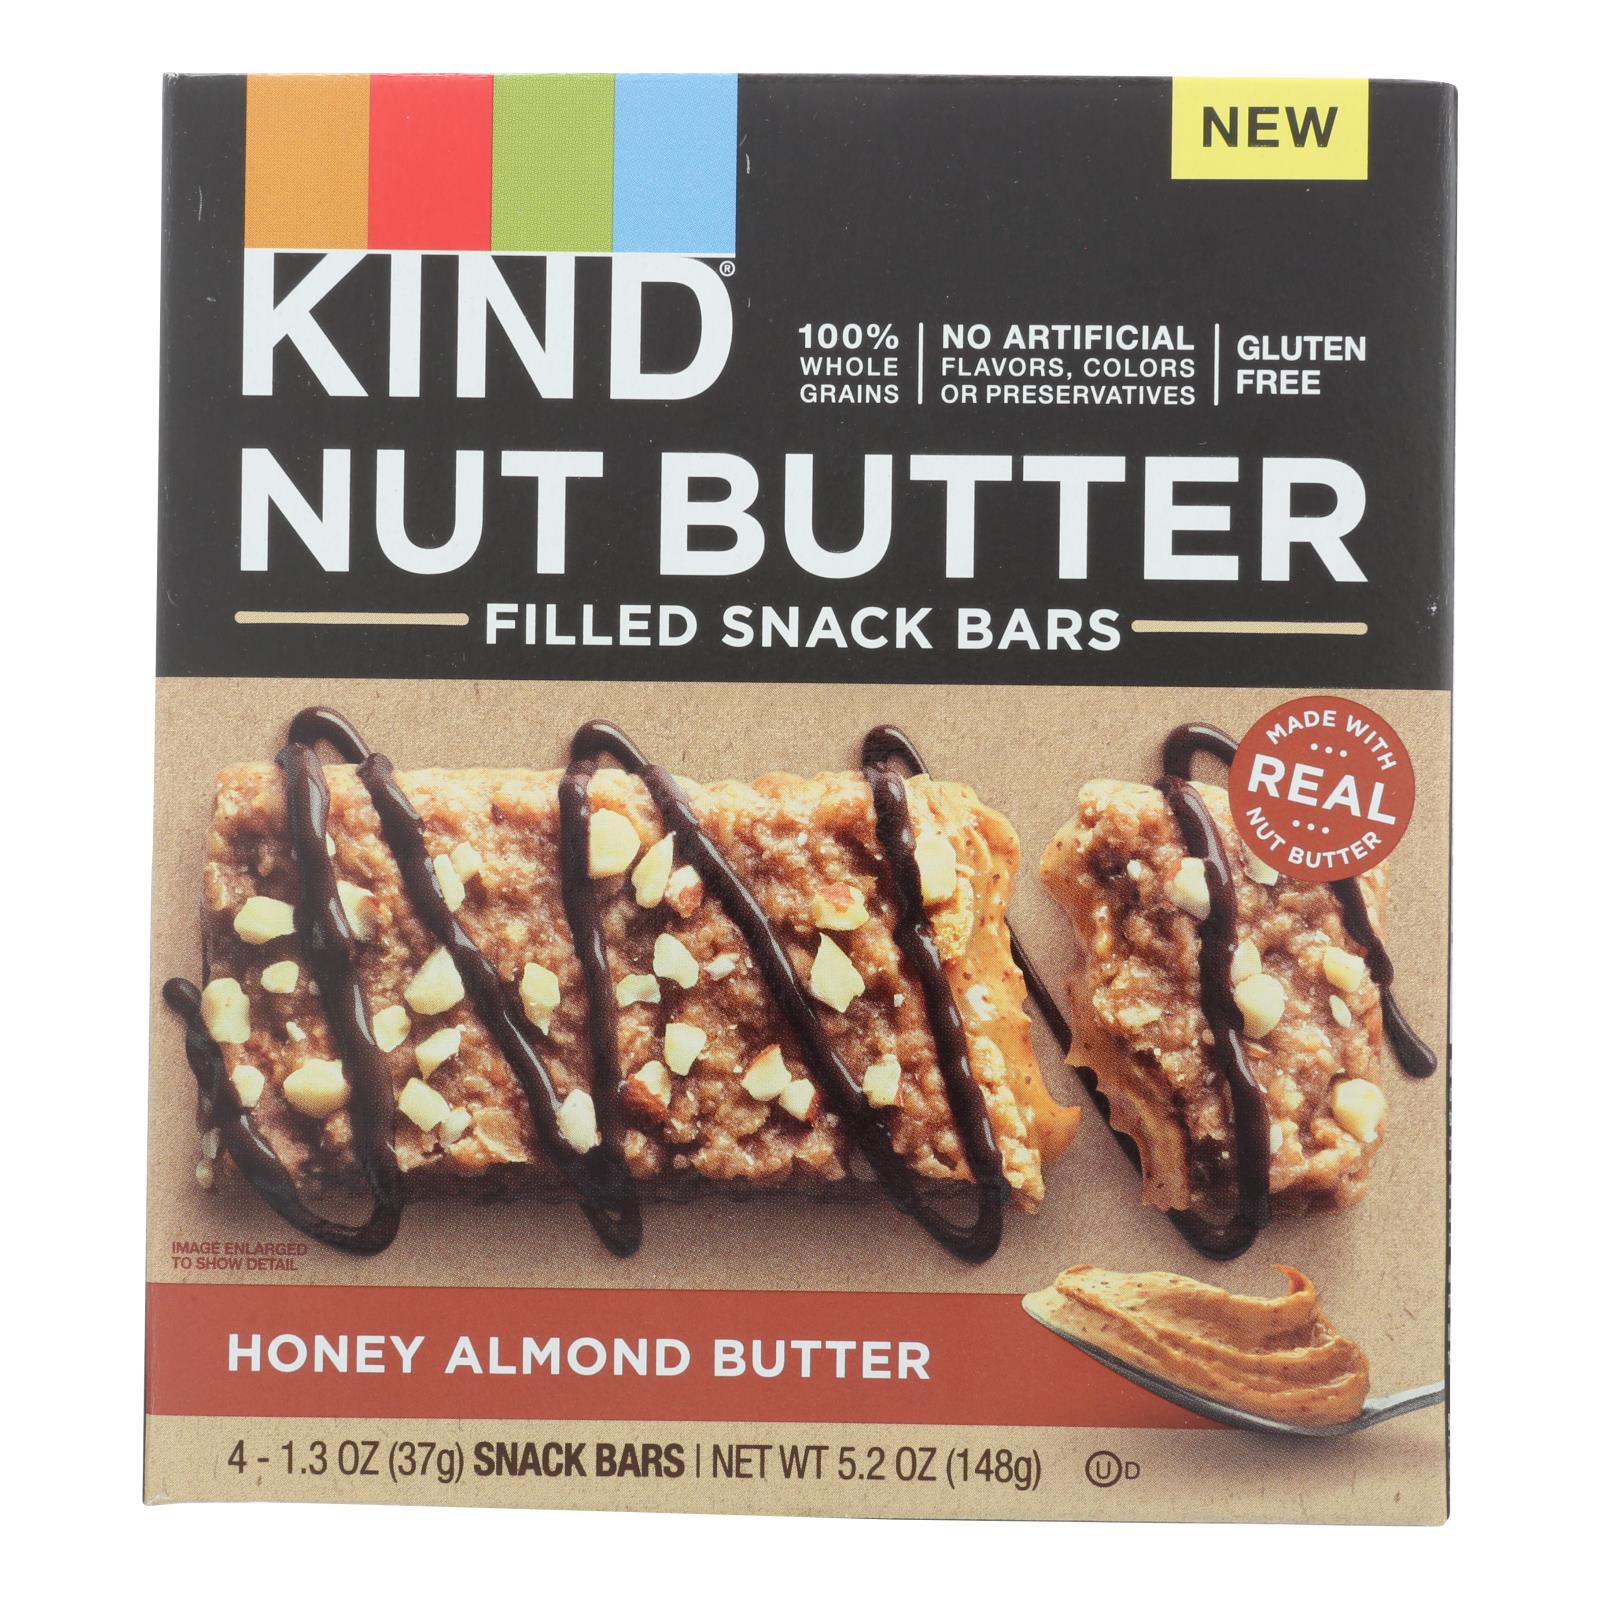 NEW
KIND®
100%
WHOLE
GRAINS
NO ARTIFICIAL
FLAVORS, COLORS
OR PRESERVATIVES
GLUTEN
FREE
NUT BUTTER
FILLED SNACK BARS
MADE WITH
REAL
NUT BUTTER
IMAGE ENLARGED
TO SHOW DETAIL
HONEY ALMOND BUTTER
4 - 1.3 OZ (37g) SNACK BARS | NET WT 5.2 OZ (148g) Ⓤ D